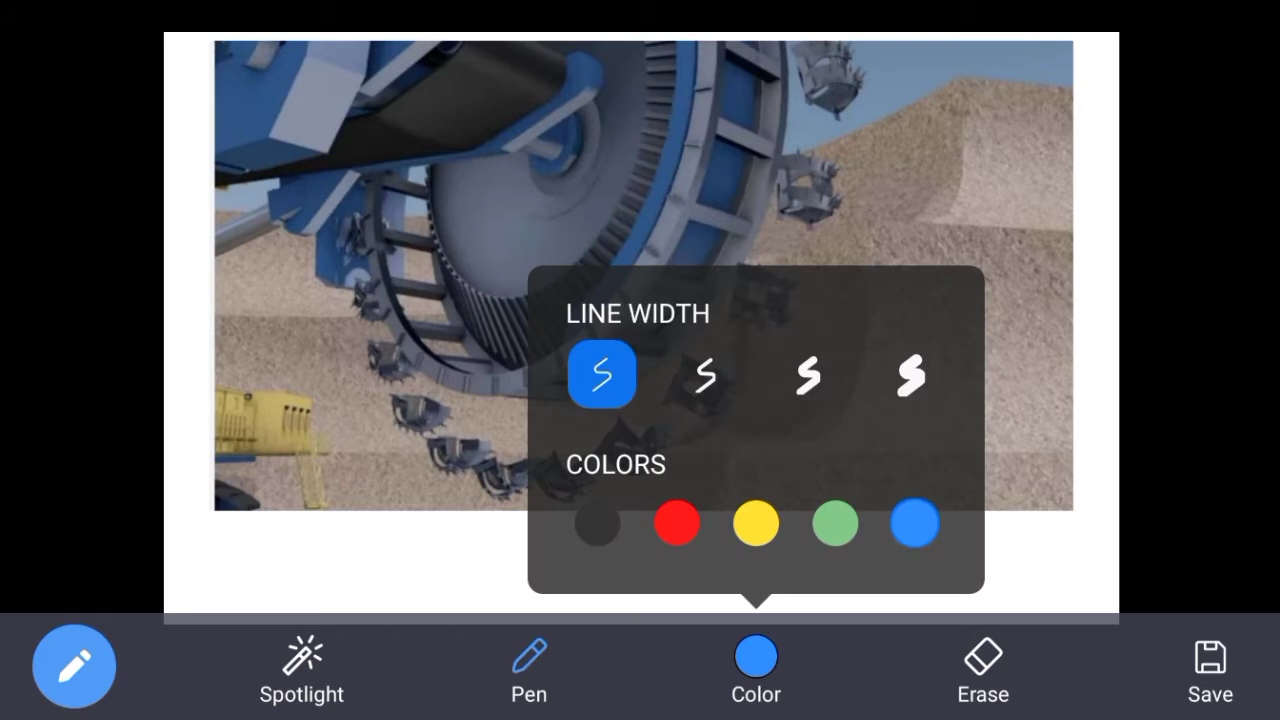 LINE WIDTH
COLORS
Spotlight
Pen
Color
Erase
Save